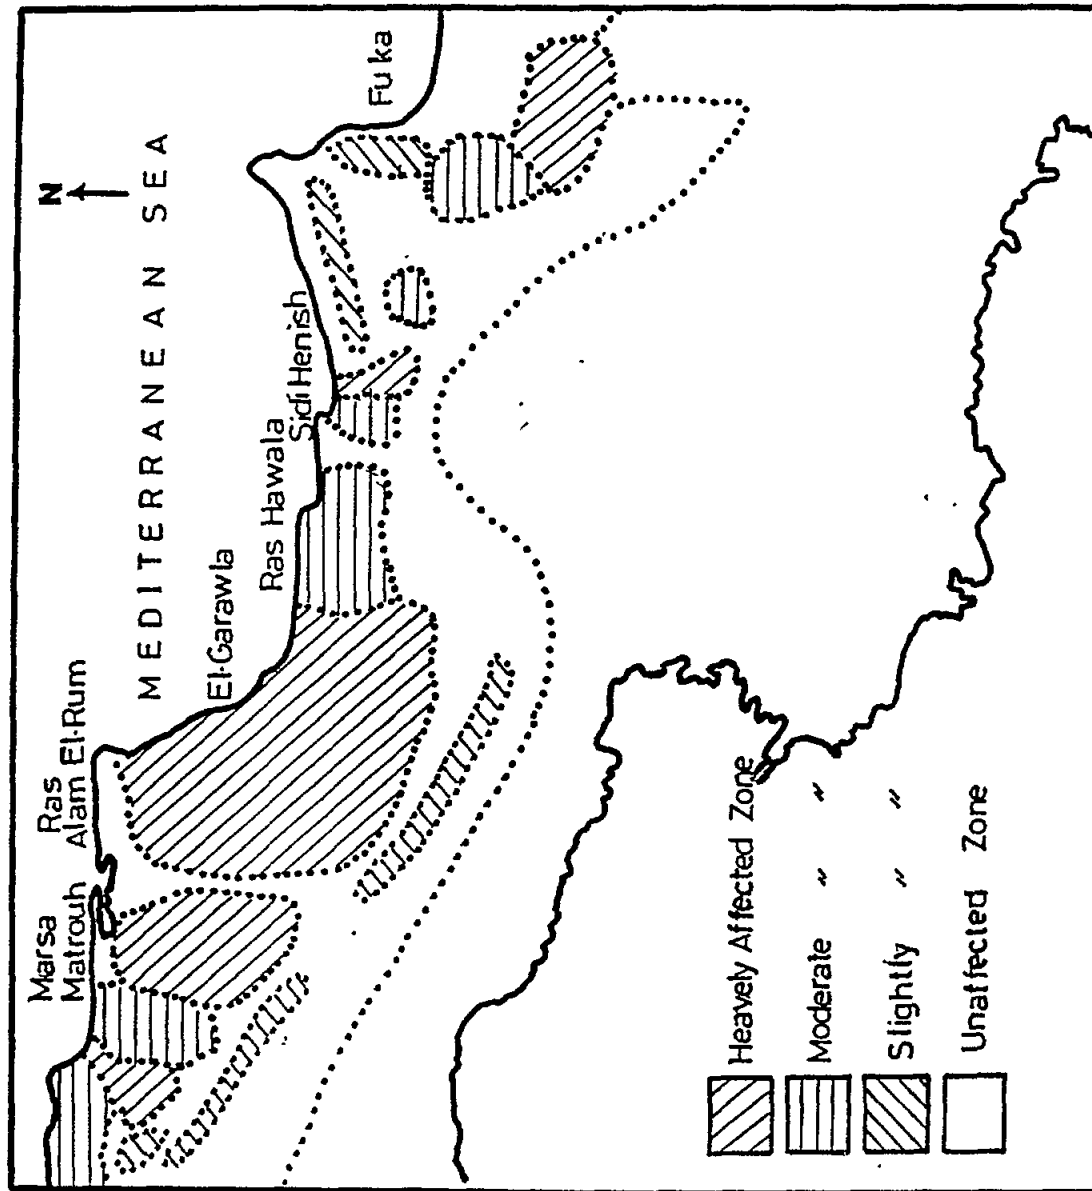 N
MEDITERRANEAN SEA
Marsa
Matrouh
Ras
Alam El-Rum
El-Garawla
Ras Hawala
Sidi Henish
Fuka
Heavely Affected Zone
Moderate 〃 〃
Slightly 〃 〃
Unaffected Zone